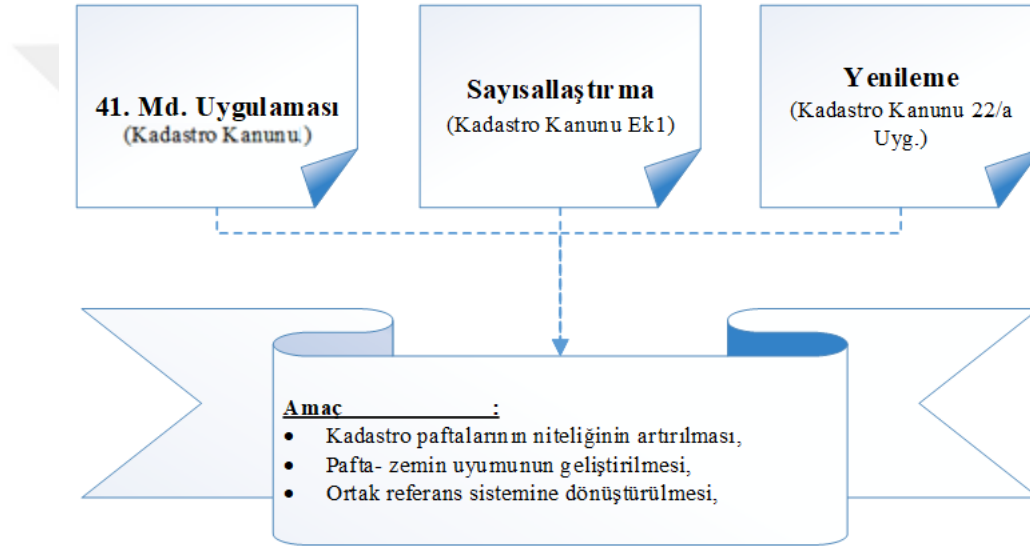 41. Md. Uygulaması
(Kadastro Kanunu.)
Sayısallaştırma
(Kadastro Kanunu Ek1)
Yenileme
(Kadastro Kanunu 22/a
Uyg.)
Amaç :
• Kadastro paftalarının niteliğinin artırılması,
• Pafta- zemin uyumunun geliştirilmesi,
• Ortak referans sistemine dönüştürülmesi,